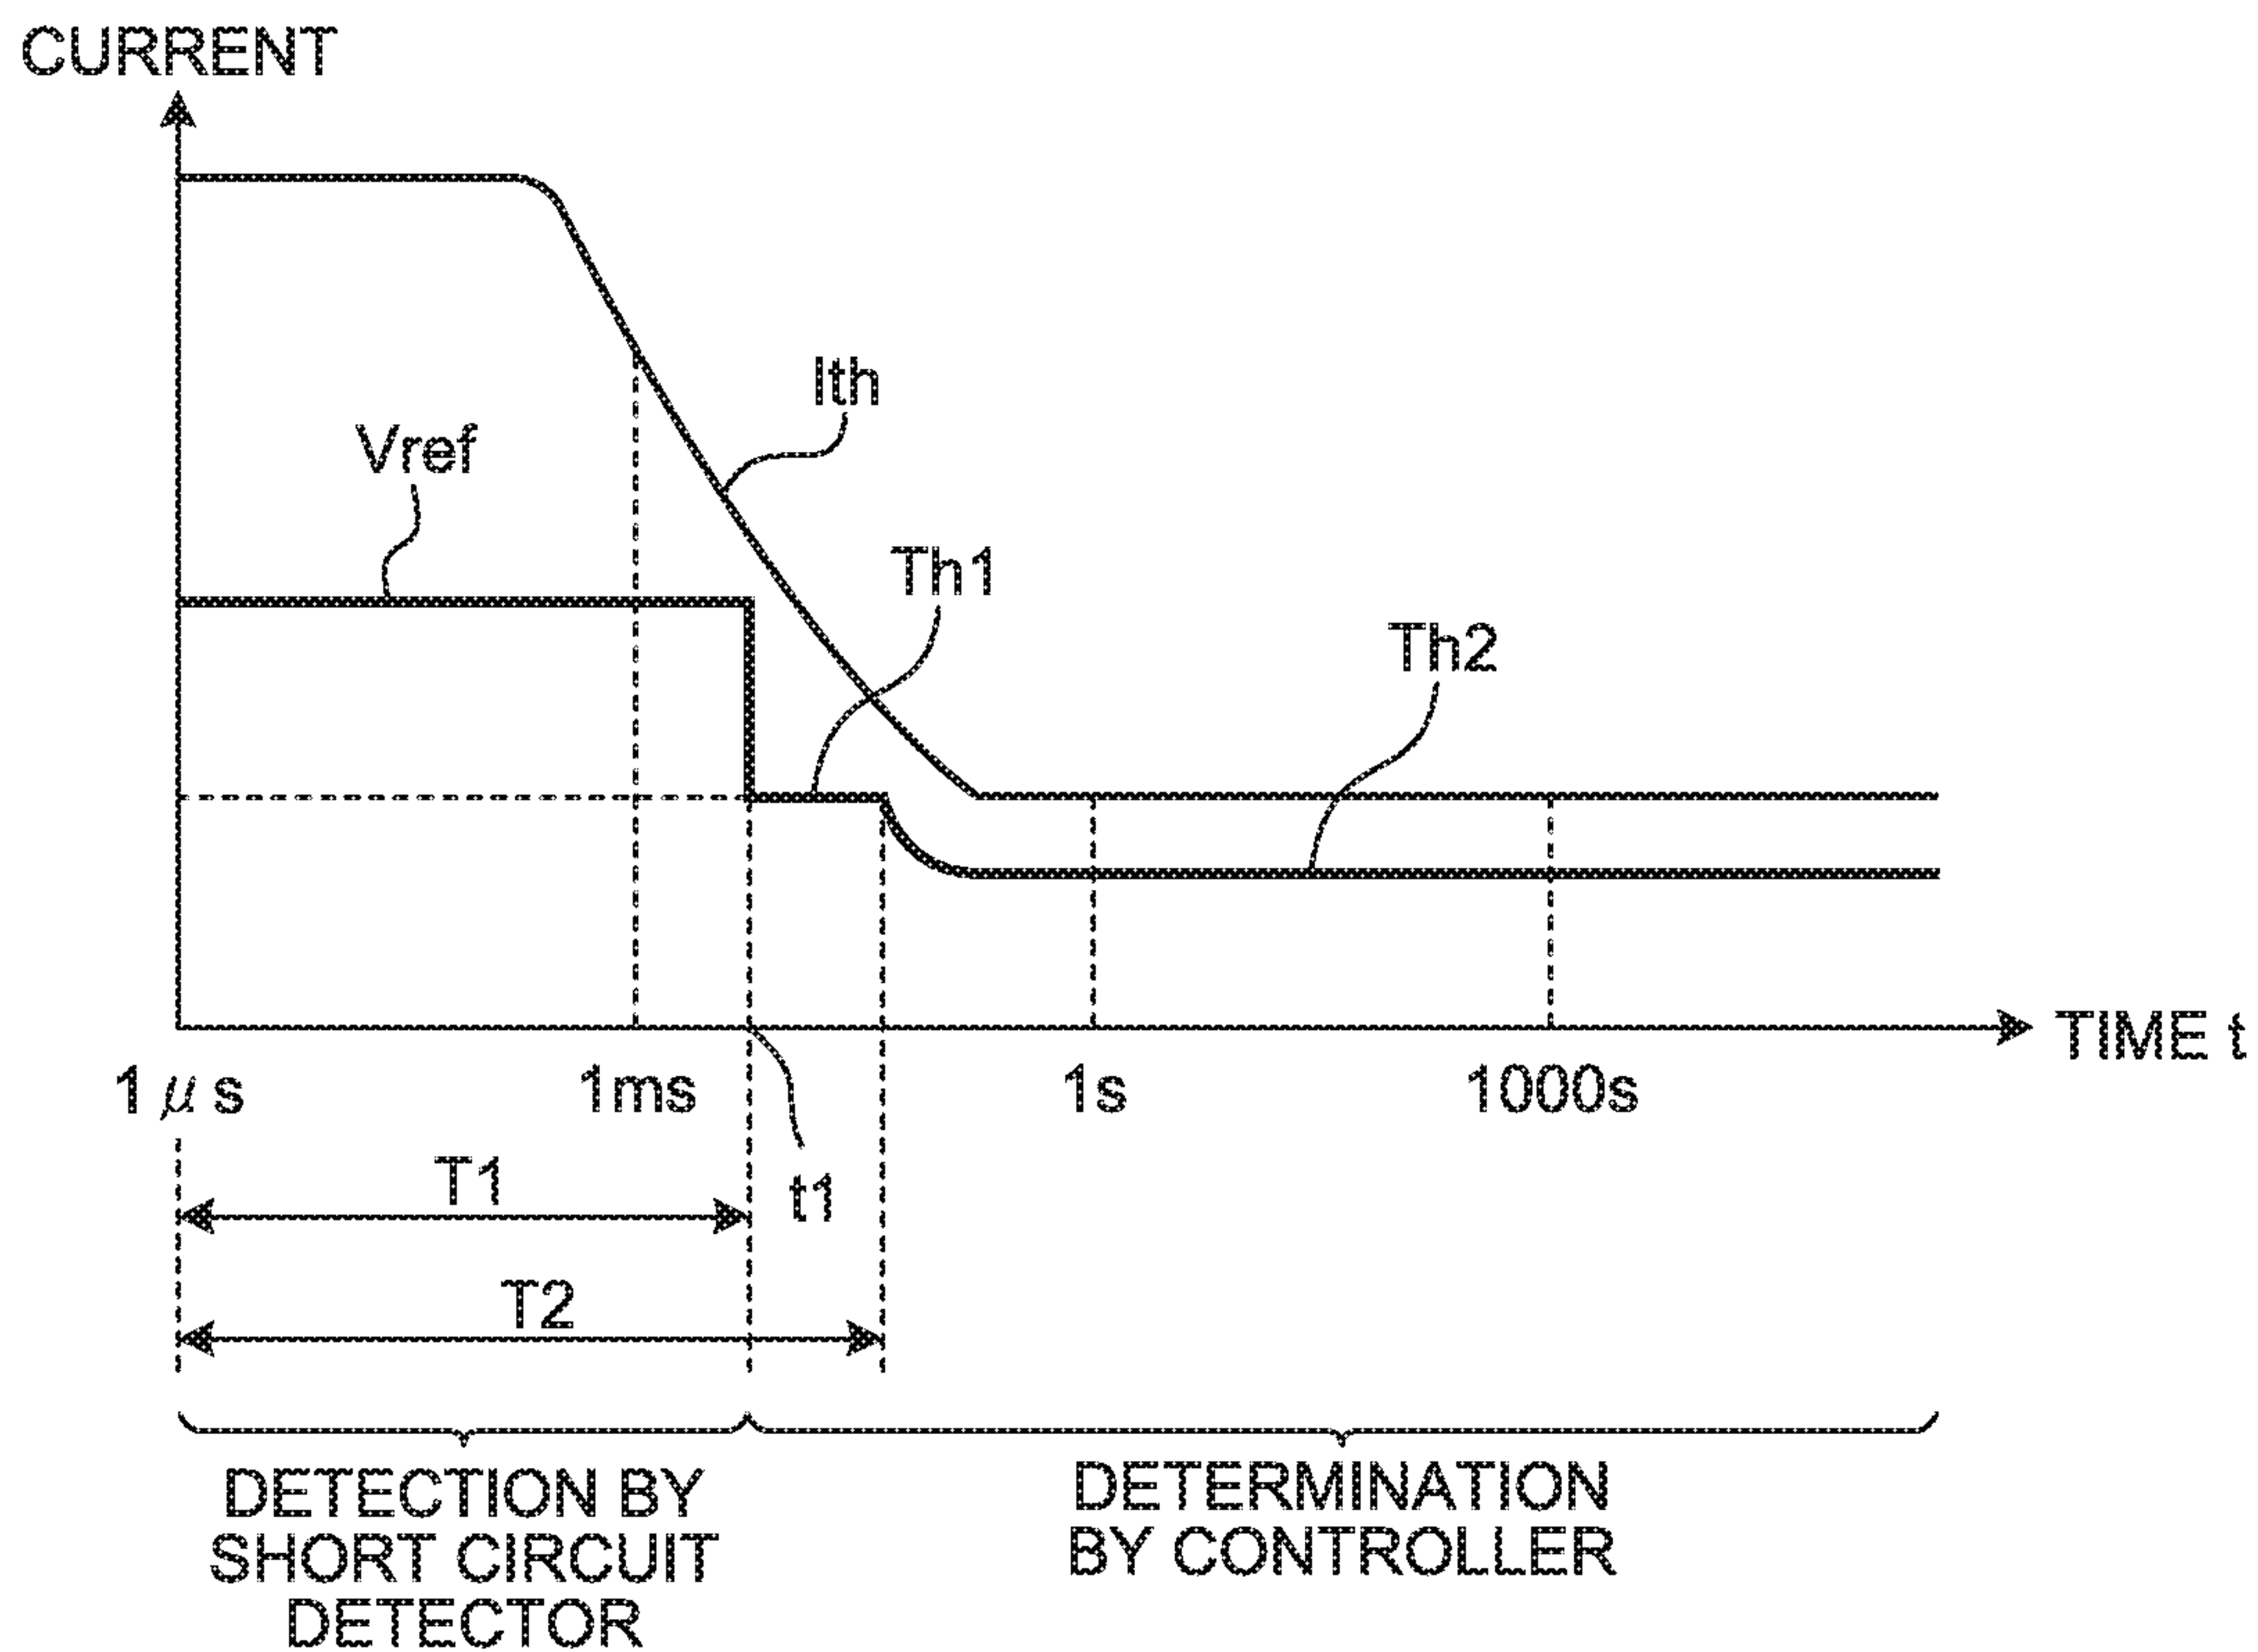 CURRENT
Ith
Vref
Th1
Th2
TIME t
1μs
1ms
1s
1000s
T1
t1
T2
DETECTION BY
SHORT CIRCUIT
DETECTOR
DETERMINATION
BY CONTROLLER